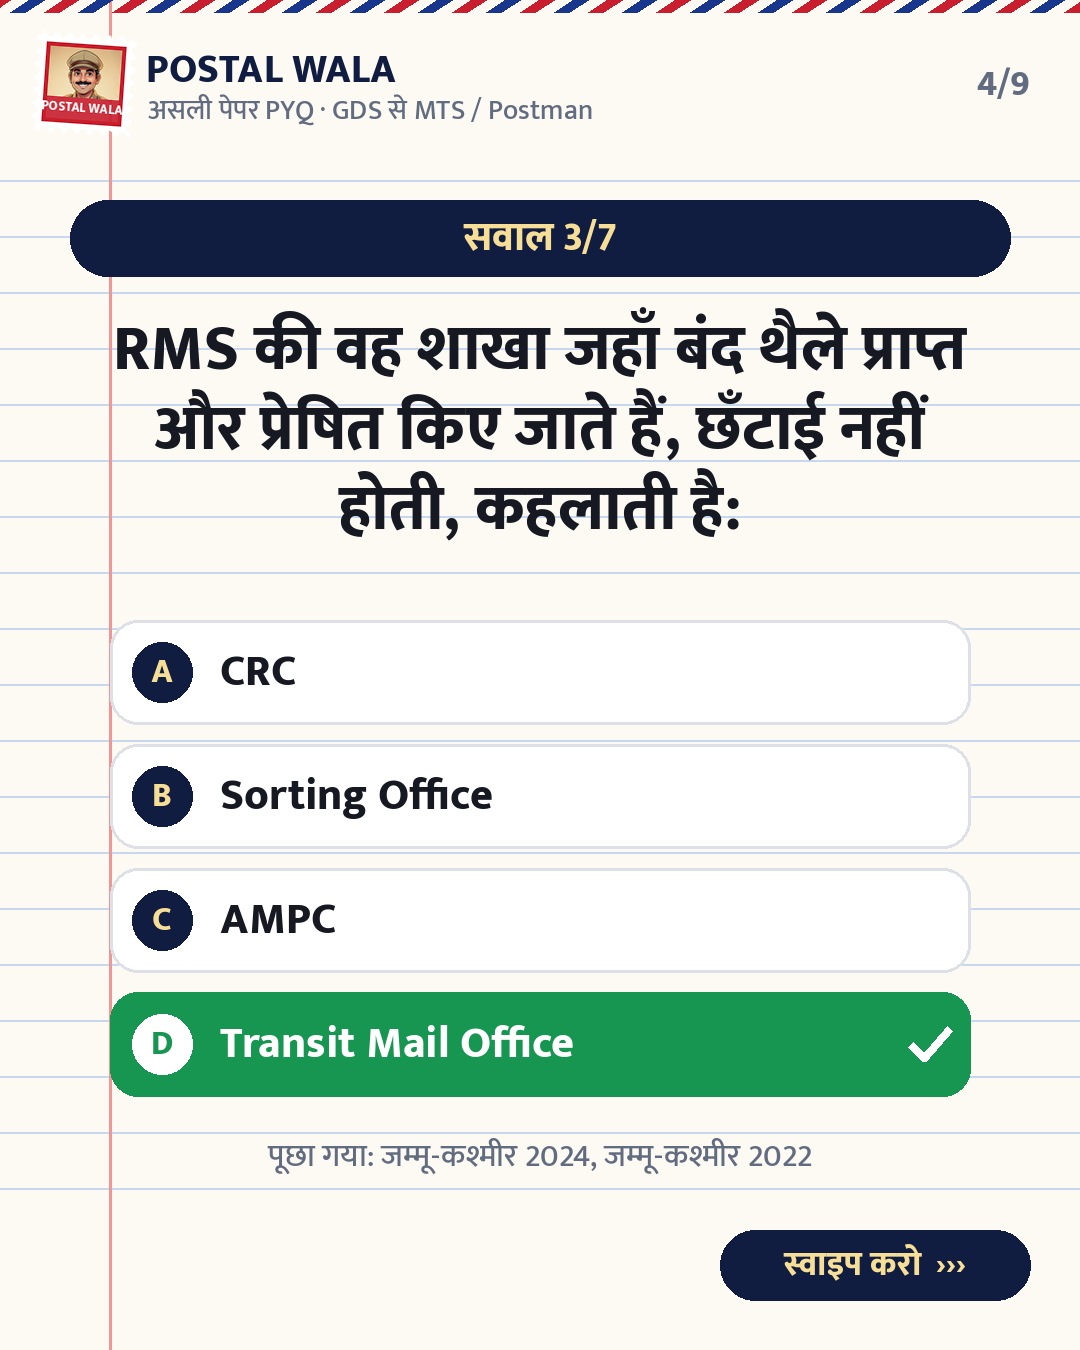 POSTAL WALA
POSTAL WALA
असली पेपर PYQ · GDS से MTS / Postman
4/9
सवाल 3/7
RMS की वह शाखा जहाँ बंद थैले प्राप्त
और प्रेषित किए जाते हैं, छँटाई नहीं
होती, कहलाती है:
A CRC
B Sorting Office
C AMPC
D Transit Mail Office
पूछा गया: जम्मू-कश्मीर 2024, जम्मू-कश्मीर 2022
स्वाइप करो ›››